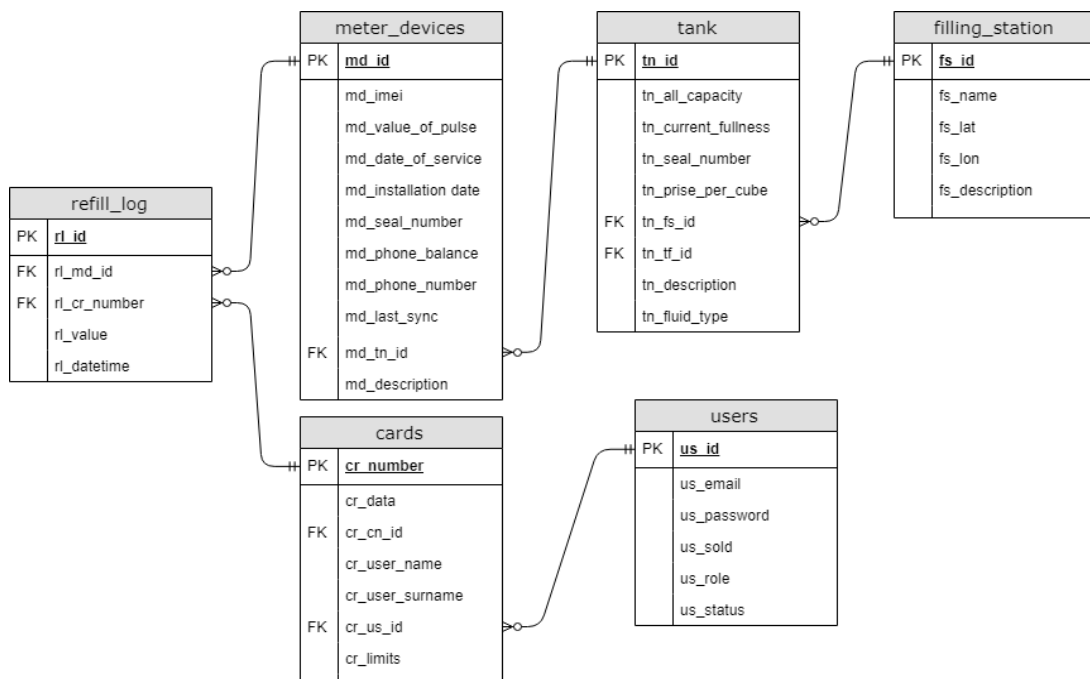 meter_devices
PK md_id
md_imei
md_value_of_pulse
md_date_of_service
md_installation date
md_seal_number
md_phone_balance
md_phone_number
md_last_sync
FK md_tn_id
md_description
tank
PK tn_id
tn_all_capacity
tn_current_fullness
tn_seal_number
tn_prise_per_cube
FK tn_fs_id
FK tn_tf_id
tn_description
tn_fluid_type
filling_station
PK fs_id
fs_name
fs_lat
fs_lon
fs_description
refill_log
PK rl_id
FK rl_md_id
FK rl_cr_number
rl_value
rl_datetime
cards
PK cr_number
cr_data
FK cr_cn_id
cr_user_name
cr_user_surname
FK cr_us_id
cr_limits
users
PK us_id
us_email
us_password
us_sold
us_role
us_status